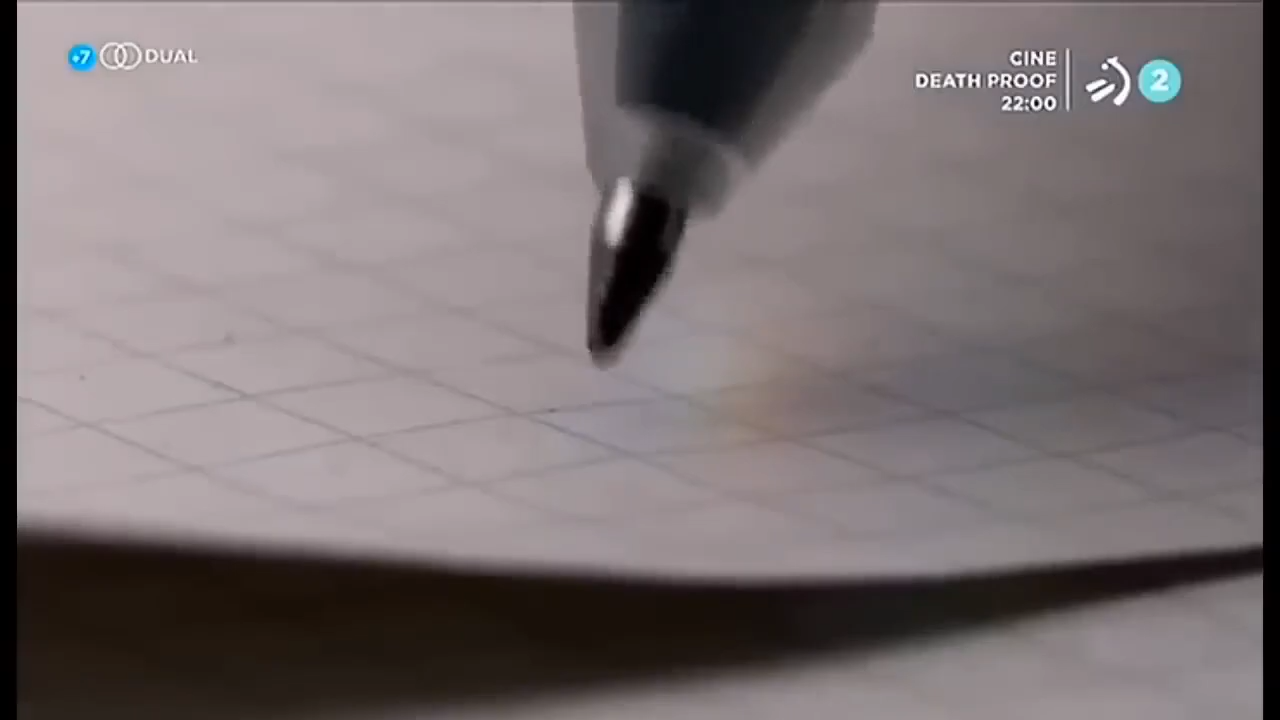 +7 DUAL
CINE
DEATH PROOF
22:00
2